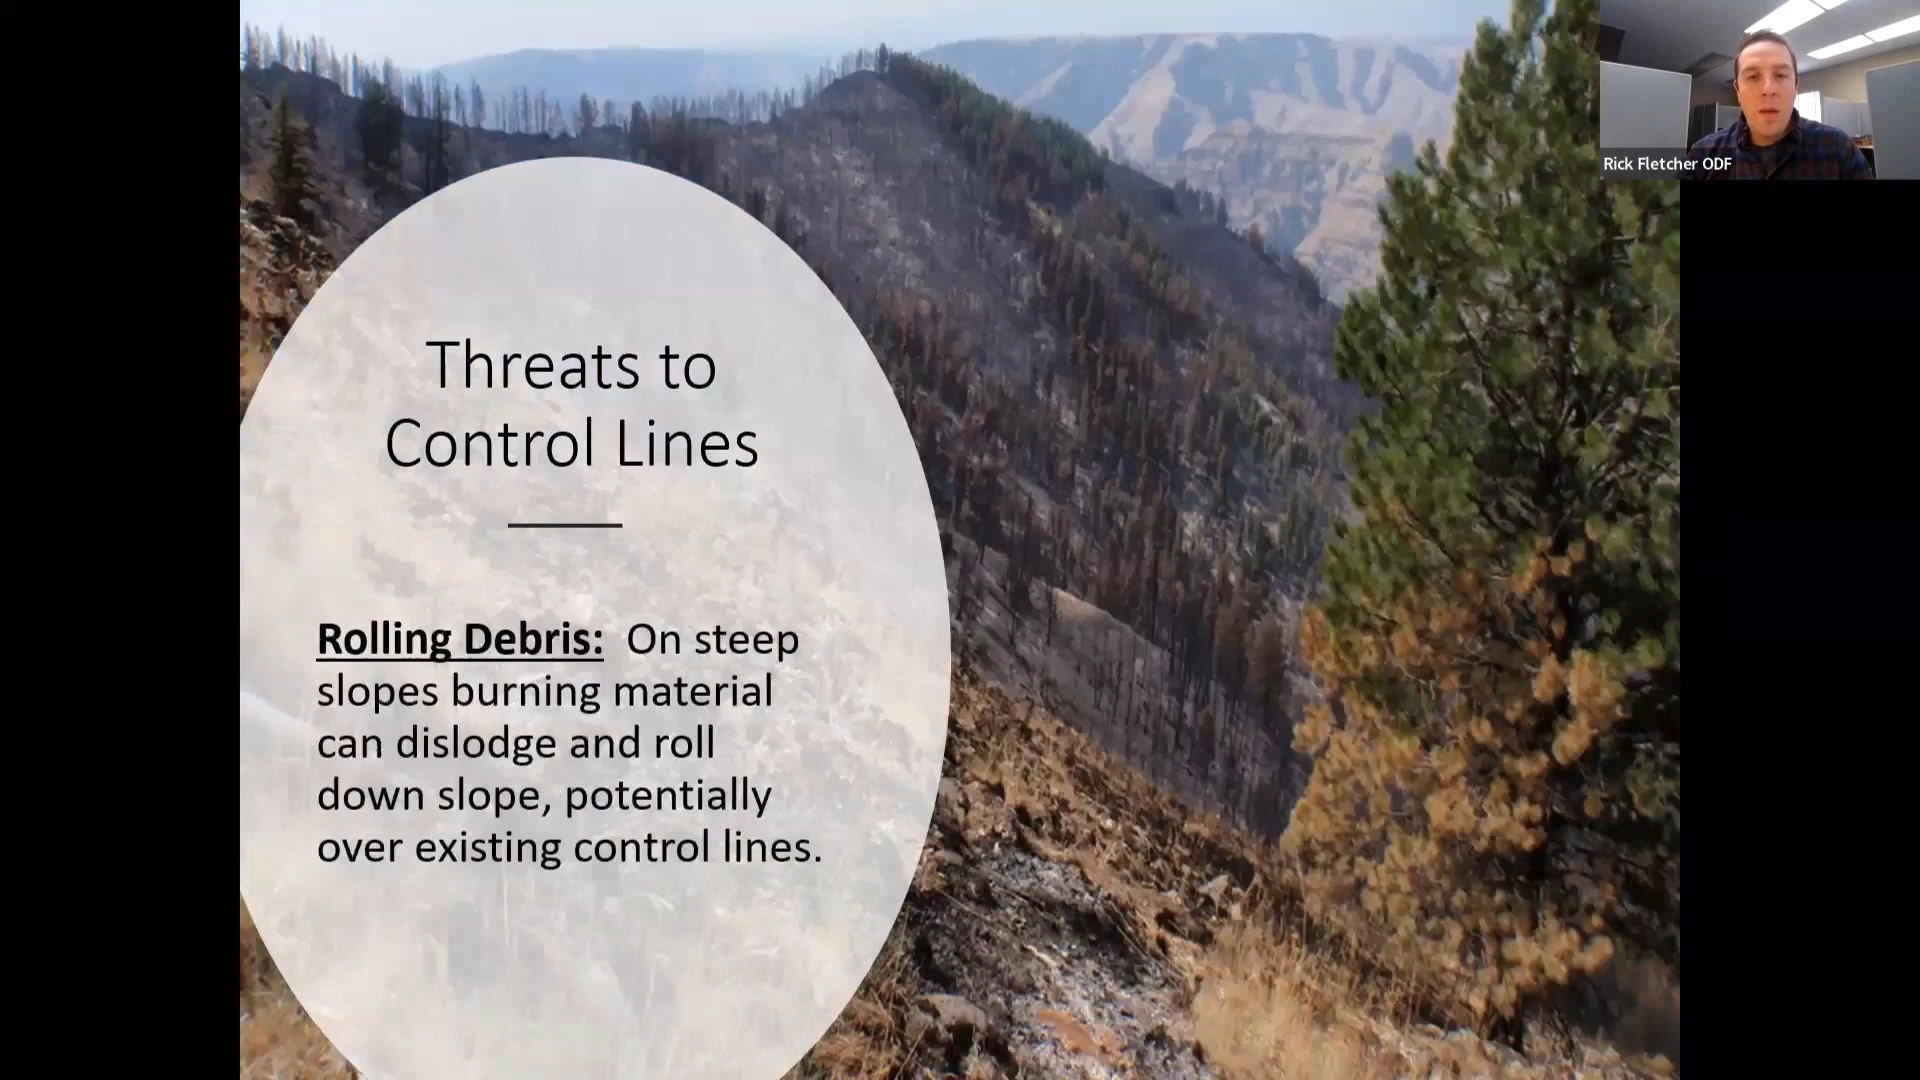 Threats to
Control Lines
Rolling Debris: On steep
slopes burning material
can dislodge and roll
down slope, potentially
over existing control lines.
Rick Fletcher ODF